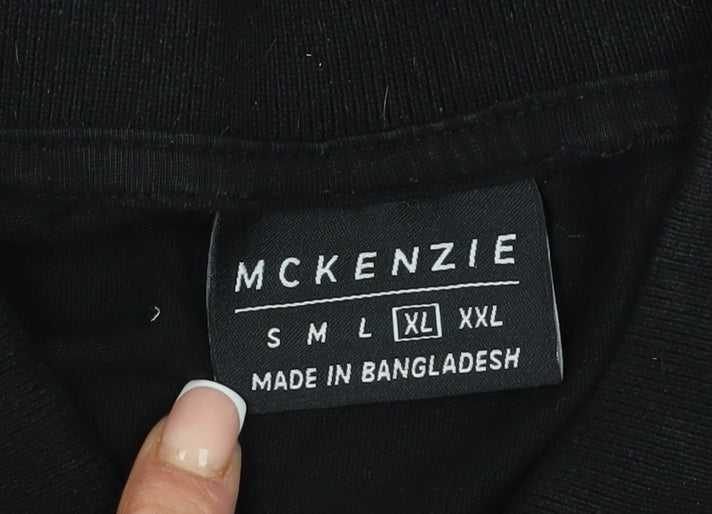 MCKENZIE
S M L XL XXL
MADE IN BANGLADESH